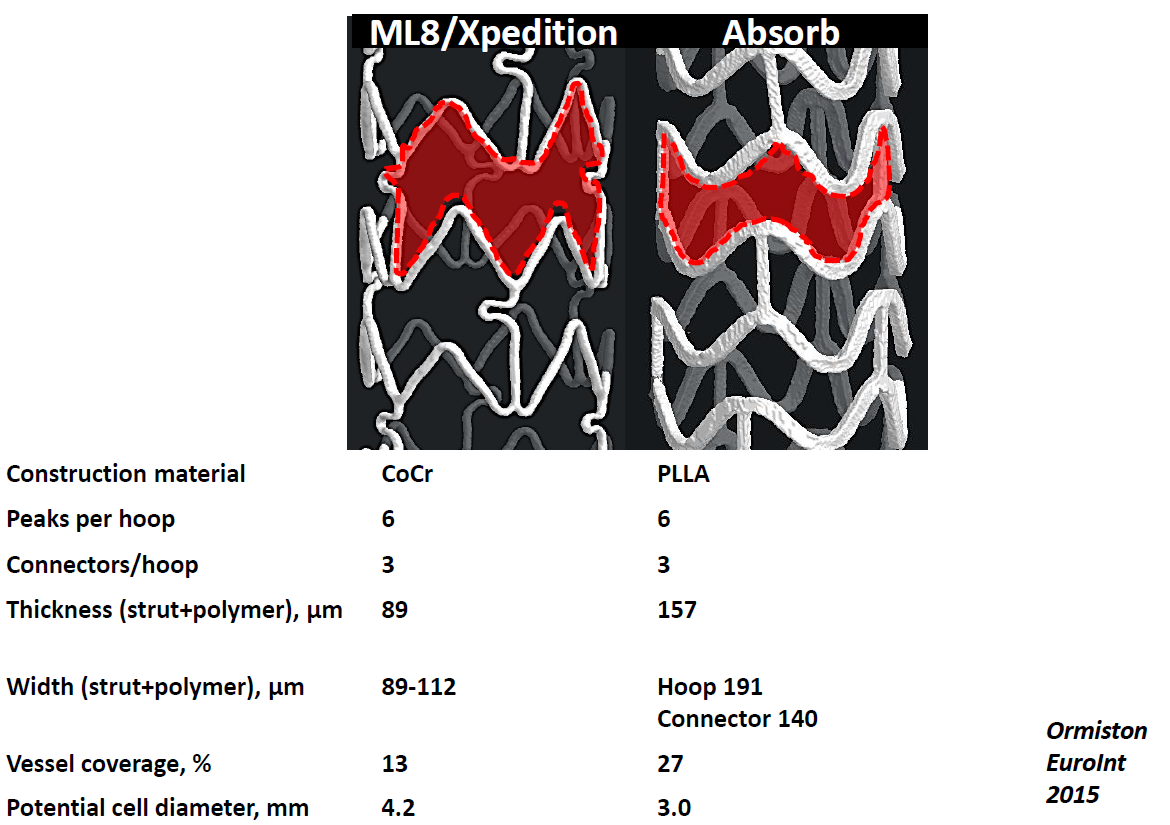 ML8/Xpedition Absorb
Construction material CoCr PLLA
Peaks per hoop 6 6
Connectors/hoop 3 3
Thickness (strut+polymer), µm 89 157
Width (strut+polymer), µm 89-112 Hoop 191
Connector 140
Vessel coverage, % 13 27
Potential cell diameter, mm 4.2 3.0
Ormiston
EuroInt
2015